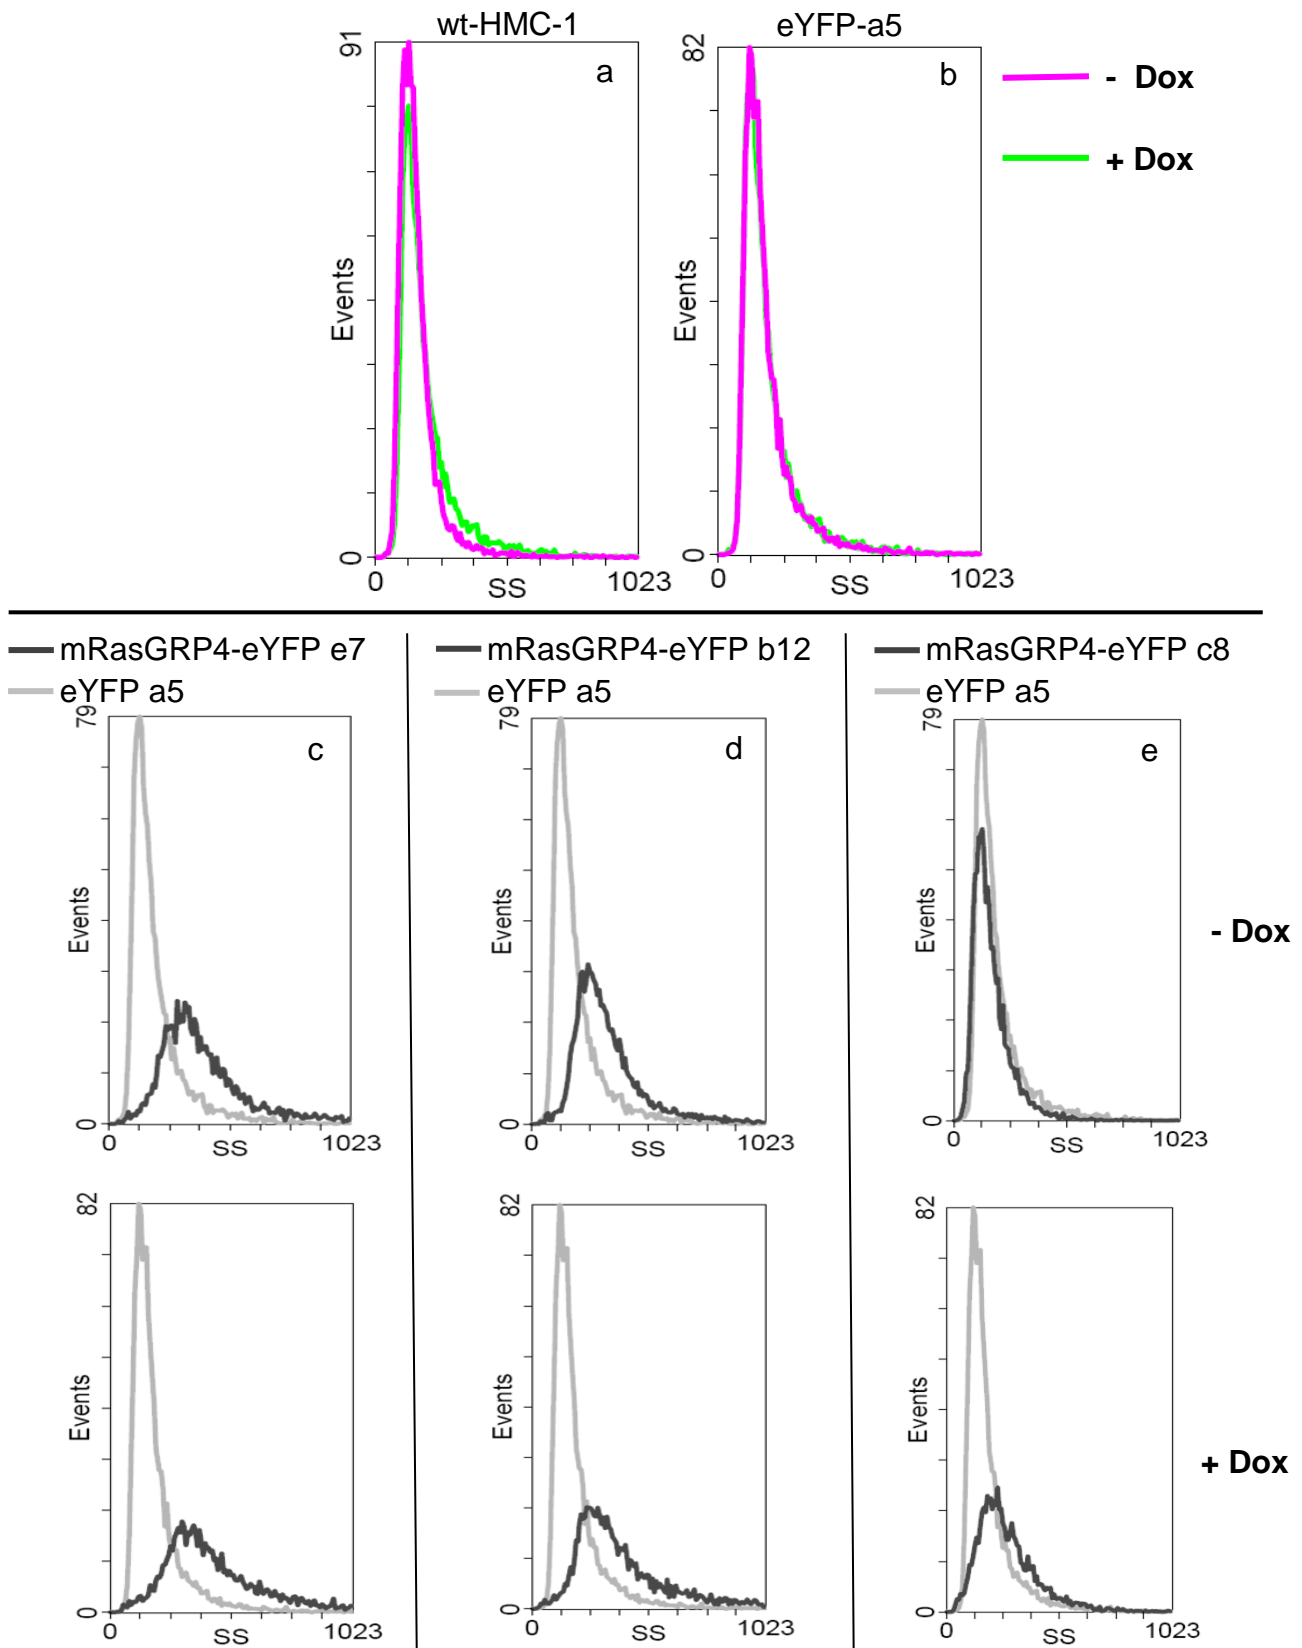 wt-HMC-1
eYFP-a5
91
a
Events
0
0
SS
1023
82
b
Events
0
0
SS
1023
- Dox
+ Dox
mRasGRP4-eYFP e7
eYFP a5
mRasGRP4-eYFP b12
eYFP a5
mRasGRP4-eYFP c8
eYFP a5
79
c
Events
0
0
SS
1023
79
d
Events
0
0
SS
1023
79
e
Events
0
0
SS
1023
- Dox
82
Events
0
0
SS
1023
82
Events
0
0
SS
1023
82
Events
0
0
SS
1023
+ Dox